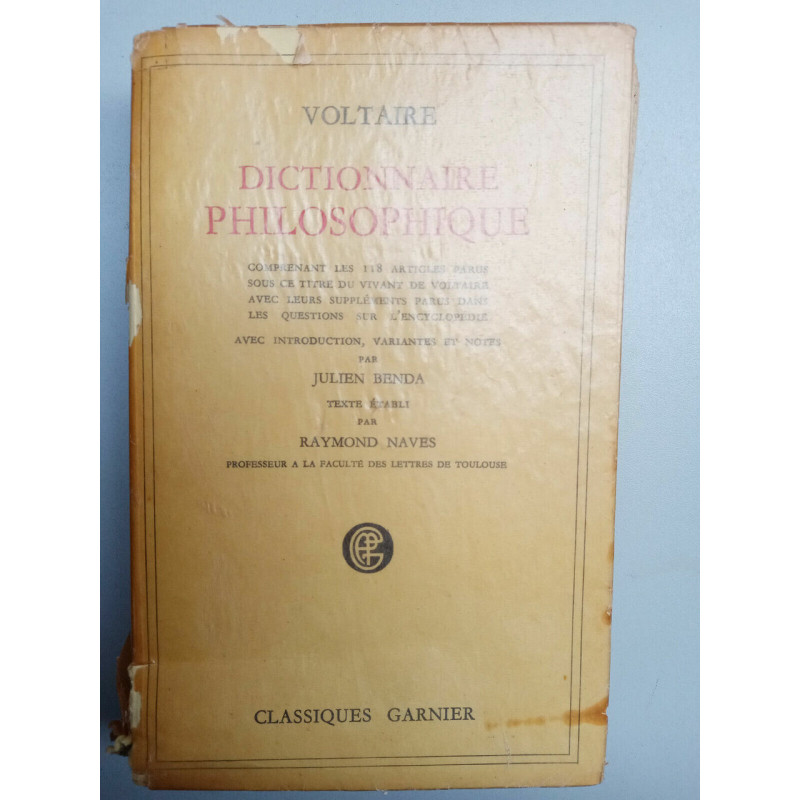 VOLTAIRE
DICTIONNAIRE
PHILOSOPHIQUE
COMPRENANT LES 118 ARTICLES PARUS
SOUS CE TITRE DU VIVANT DE VOLTAIRE
AVEC LEURS SUPPLÉMENTS PARUS DANS
LES QUESTIONS SUR L'ENCYCLOPÉDIE
AVEC INTRODUCTION, VARIANTES ET NOTES
PAR
JULIEN BENDA
TEXTE ÉTABLI
PAR
RAYMOND NAVES
PROFESSEUR A LA FACULTÉ DES LETTRES DE TOULOUSE
CLASSIQUES GARNIER